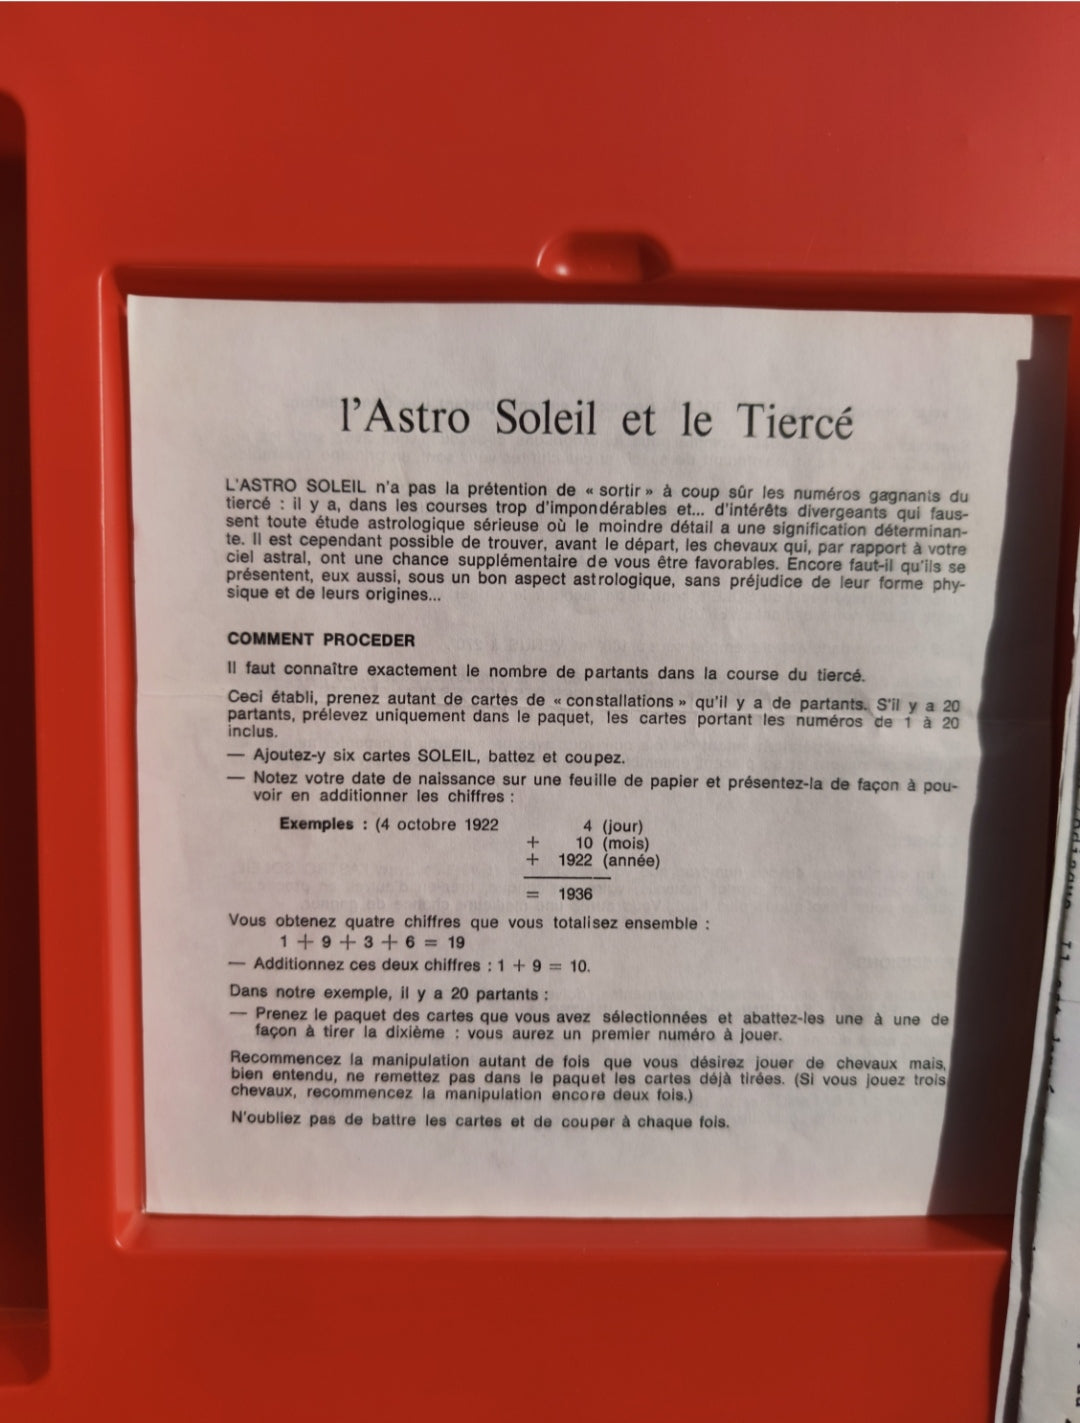 l'Astro Soleil et le Tiercé
L'ASTRO SOLEIL n'a pas la prétention de « sortir » à coup sûr les numéros gagnants du
tiercé : il y a, dans les courses trop d'impondérables et... d'intérêts divergeants qui faus-
sent toute étude astrologique sérieuse où le moindre détail a une signification déterminan-
te. Il est cependant possible de trouver, avant le départ, les chevaux qui, par rapport à votre
ciel astral, ont une chance supplémentaire de vous être favorables. Encore faut-il qu'ils se
présentent, eux aussi, sous un bon aspect astrologique, sans préjudice de leur forme phy-
sique et de leurs origines...
COMMENT PROCEDER
Il faut connaître exactement le nombre de partants dans la course du tiercé.
Ceci établi, prenez autant de cartes de « constallations » qu'il y a de partants. S'il y a 20
partants, prélevez uniquement dans le paquet, les cartes portant les numéros de 1 à 20
inclus.
— Ajoutez-y six cartes SOLEIL, battez et coupez.
— Notez votre date de naissance sur une feuille de papier et présentez-la de façon à pou-
voir en additionner les chiffres :
Exemples : (4 octobre 1922 4 (jour)
+ 10 (mois)
+ 1922 (année)
= 1936
Vous obtenez quatre chiffres que vous totalisez ensemble :
1 + 9 + 3 + 6 = 19
— Additionnez ces deux chiffres : 1 + 9 = 10.
Dans notre exemple, il y a 20 partants :
— Prenez le paquet des cartes que vous avez sélectionnées et abattez-les une à une de
façon à tirer la dixième : vous aurez un premier numéro à jouer.
Recommencez la manipulation autant de fois que vous désirez jouer de chevaux mais,
bien entendu, ne remettez pas dans le paquet les cartes déjà tirées. (Si vous jouez trois
chevaux, recommencez la manipulation encore deux fois.)
N'oubliez pas de battre les cartes et de couper à chaque fois.